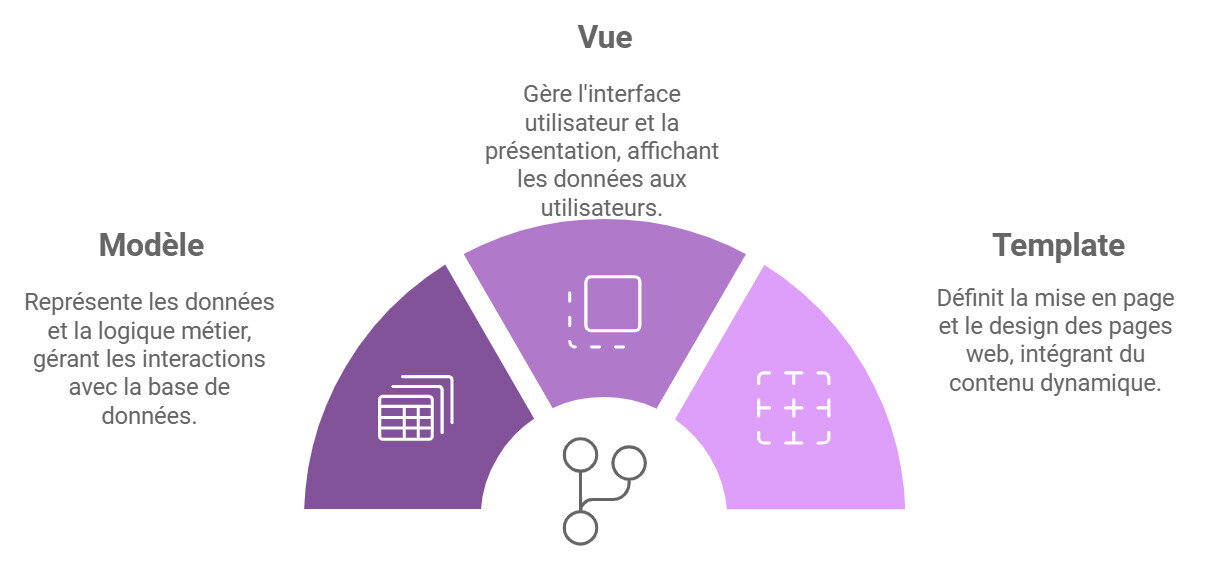 Vue
Gère l'interface
utilisateur et la
présentation, affichant
les données aux
utilisateurs.
Modèle
Représente les données
et la logique métier,
gérant les interactions
avec la base de
données.
Template
Définit la mise en page
et le design des pages
web, intégrant du
contenu dynamique.